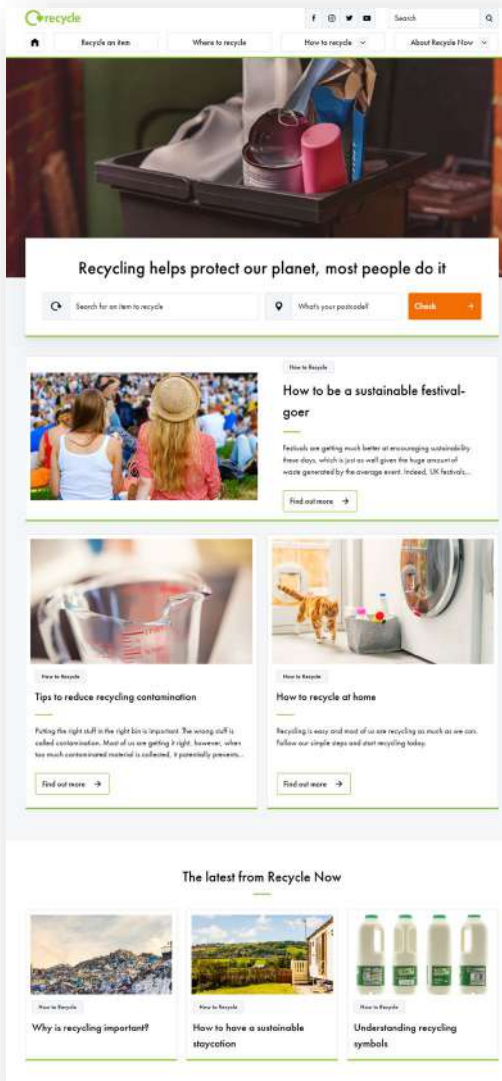 recycle
Search
Recycle an item
Where to recycle
How to recycle
About Recycle Now
Recycling helps protect our planet, most people do it
Search for an item to recycle
What's your postcode?
Check
How to Recycle
How to be a sustainable festival-
goer
Festivals are getting much better at encouraging sustainability
these days, which is just as well given the huge amount of
waste generated by the average event. Indeed, UK festivals...
Find out more
How to Recycle
Tips to reduce recycling contamination
Putting the right stuff in the right bin is important. The wrong stuff is
called contamination. Most of us are getting it right, however, when
too much contaminated material is collected, it potentially prevents...
Find out more
How to Recycle
How to recycle at home
Recycling is easy and most of us are recycling as much as we can.
Follow our simple steps and start recycling today.
Find out more
The latest from Recycle Now
How to Recycle
Why is recycling important?
How to Recycle
How to have a sustainable
staycation
How to Recycle
Understanding recycling
symbols